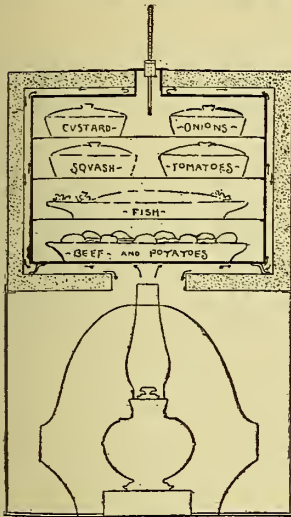 CUSTARD
-ONIONS-
SQUASH
-TOMATOES-
-FISH-
-BEEF- AND POTATOES